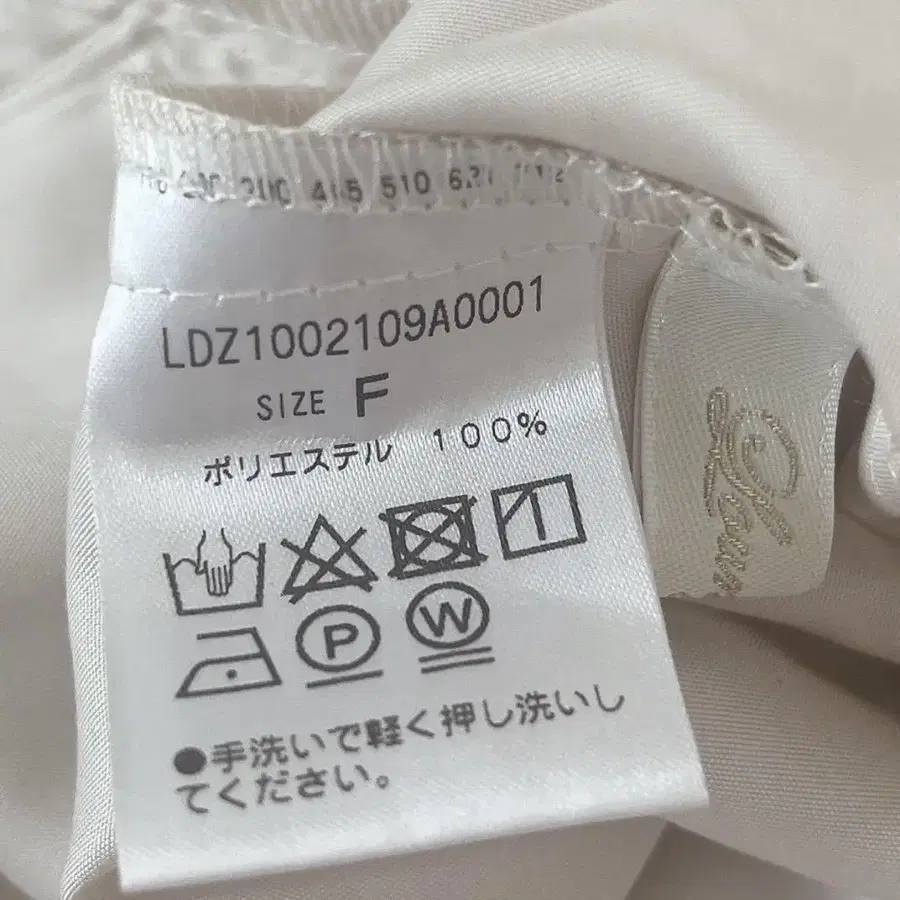 510
LDZ1002109A0001
SIZE F
ポリエステル 100%
P W
●手洗いで軽く押し洗いし
てください。